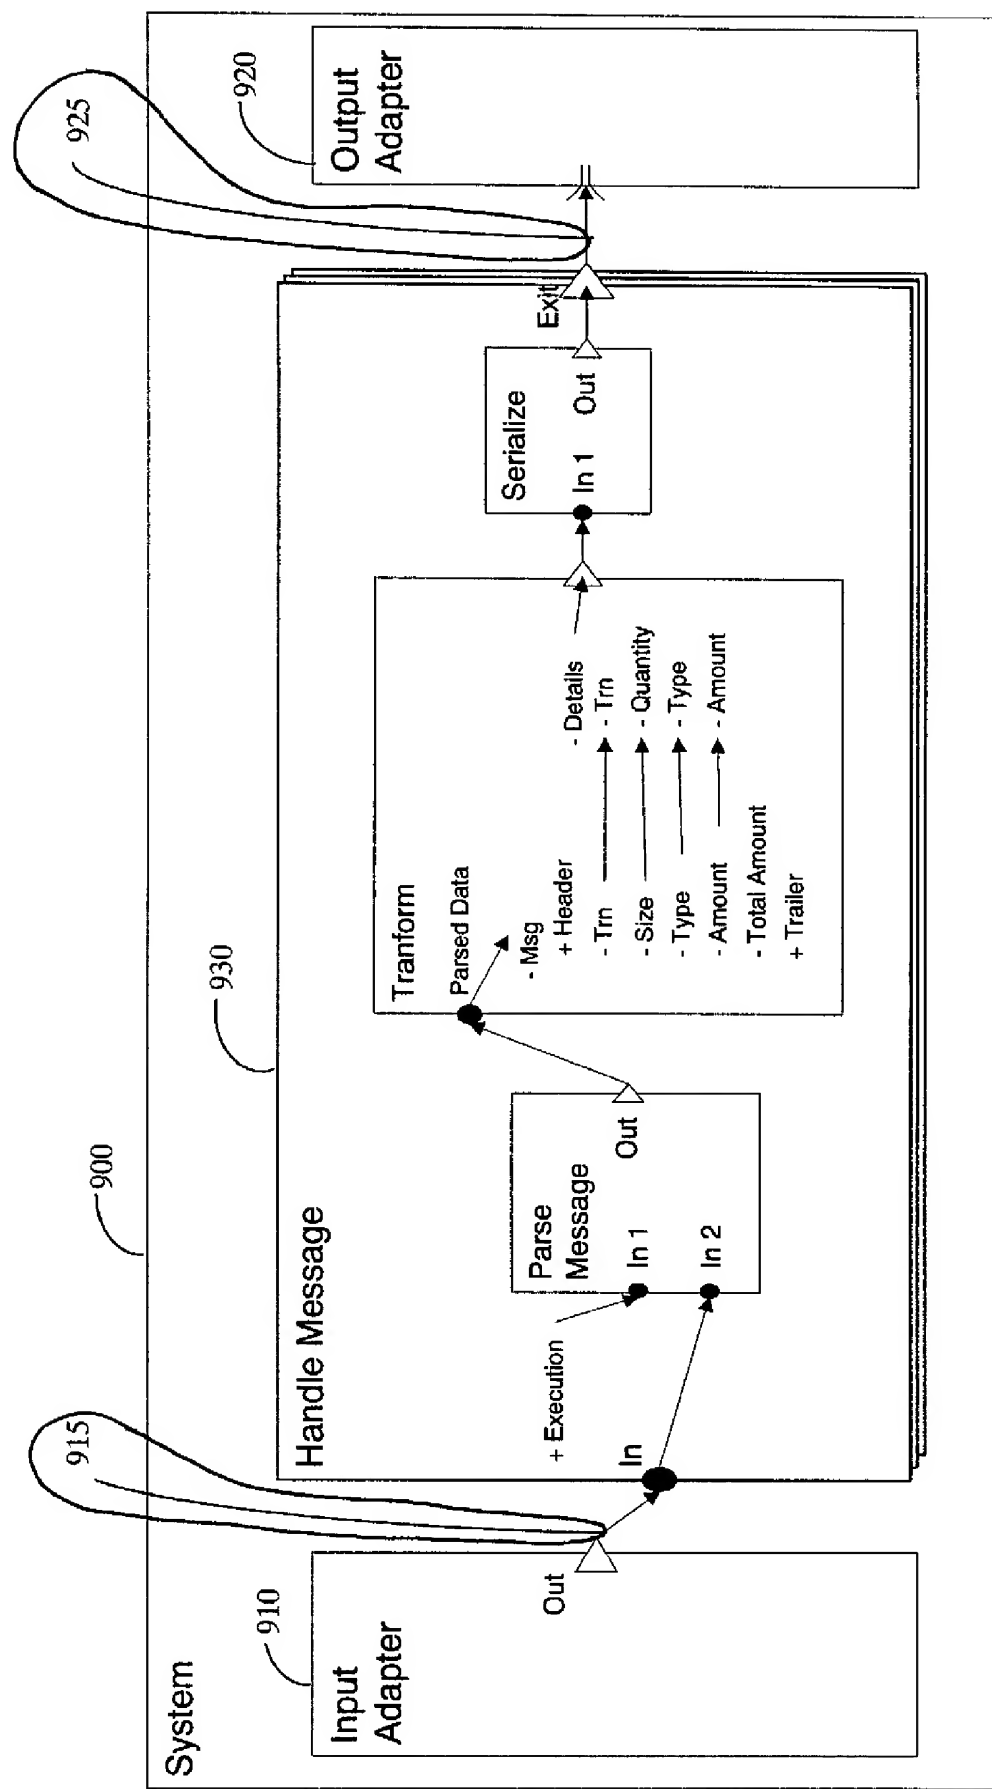 System
900
Input
Adapter
910
Out
915
Handle Message
930
In
+ Execution
Parse
Message
In 1
In 2
Out
Tranform
Parsed Data
- Msg
+ Header
- Trn
- Size
- Type
- Amount
- Total Amount
+ Trailer
- Details
- Trn
- Quantity
- Type
- Amount
Serialize
In 1
Out
Exit
925
Output
Adapter
920